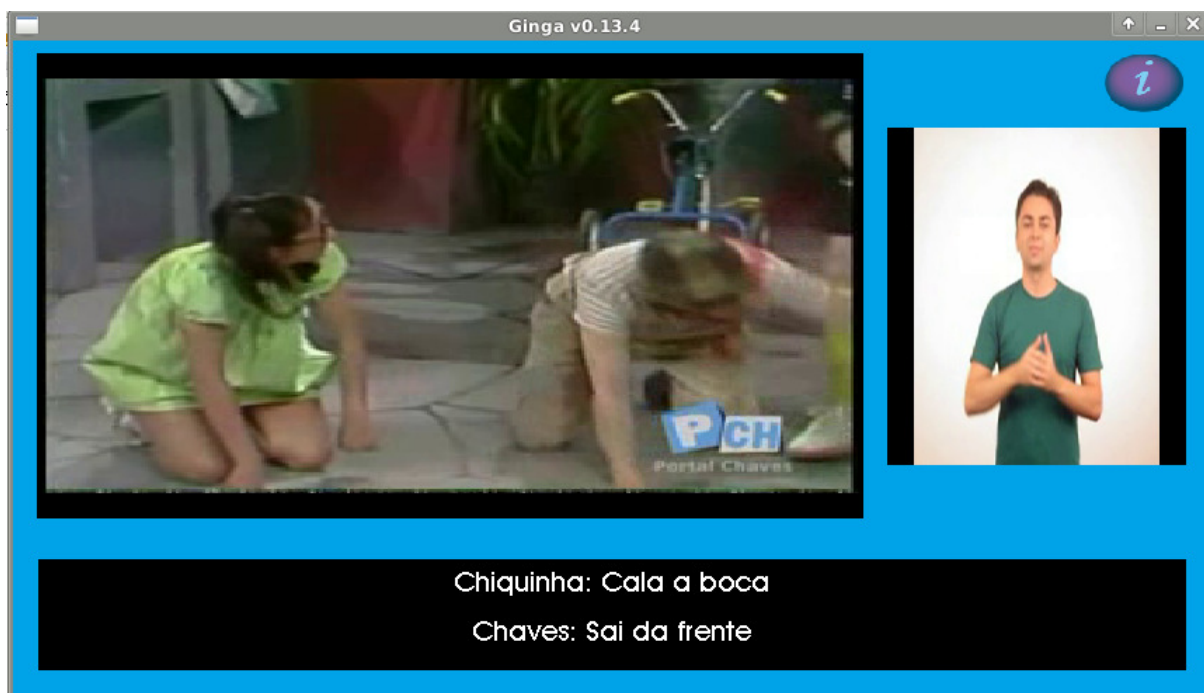 Ginga v0.13.4
i
PCH
Portal Chaves
Chiquinha: Cala a boca
Chaves: Sai da frente